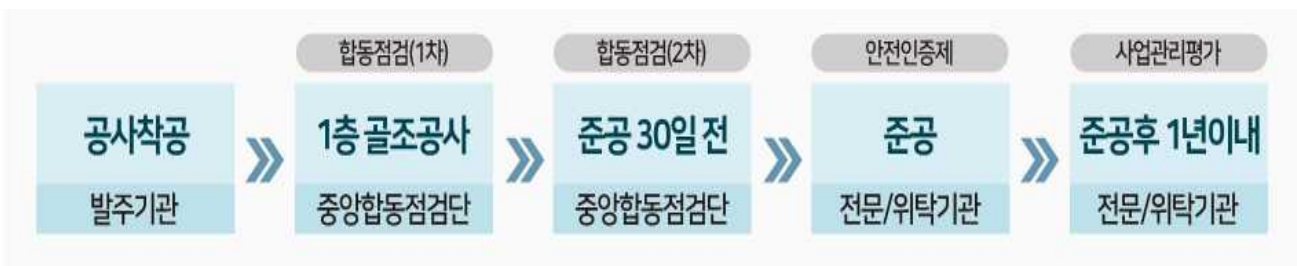 합동점검(1차)
합동점검(2차)
안전인증제
사업관리평가
공사착공
1층 골조공사
준공 30일 전
준공
준공후 1년이내
발주기관
중앙합동점검단
중앙합동점검단
전문/위탁기관
전문/위탁기관